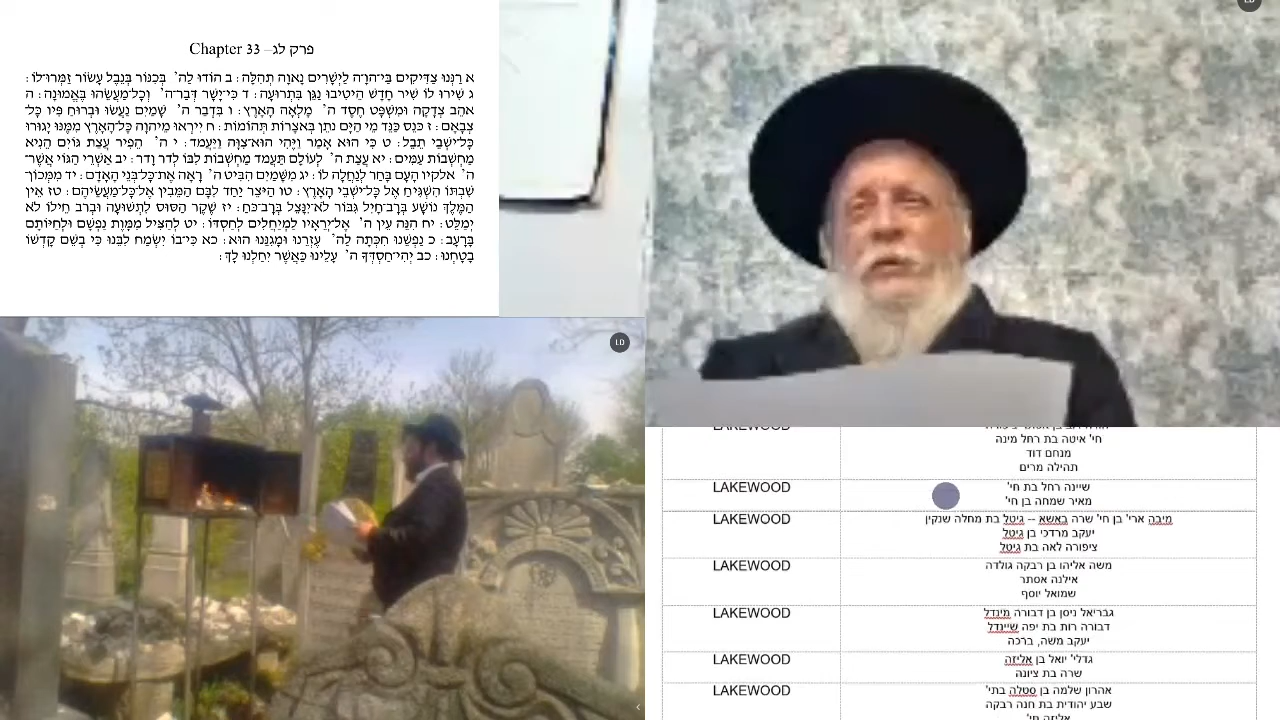 פרק לג– Chapter 33
א רַנְּנוּ צַדִּיקִים בַּי־הֹוָ֑ה לַיְשָׁרִים נָאוָה תְהִלָּה: ב הוֹדוּ לַה' בְּכִנּוֹר בְּנֵבֶל עָשׂוֹר זַמְּרוּ־לוֹ:
ג שִׁירוּ לוֹ שִׁיר חָדָשׁ הֵיטִיבוּ נַגֵּן בִּתְרוּעָה: ד כִּי־יָשָׁר דְּבַר־ה' וְכָל־מַעֲשֵׂהוּ בֶּאֱמוּנָה: ה
אֹהֵב צְדָקָה וּמִשְׁפָּט חֶסֶד ה' מָלְאָה הָאָרֶץ: ו בִּדְבַר ה' שָׁמַיִם נַעֲשׂוּ וּבְרוּחַ פִּיו כָּל־
צְבָאָם: ז כֹּנֵס כַּנֵּד מֵי הַיָּם נֹתֵן בְּאֹצָרוֹת תְּהוֹמוֹת: ח יִירְאוּ מֵיהֹוָה כָּל־הָאָרֶץ מִמֶּנּוּ יָגוּרוּ
כָּל־ישְׁבֵי תֵבֵל: ט כִּי הוּא אָמַר וַיֶּהִי הוּא־צִוָּה וַיַּעֲמֹד: י ה' הֵפִיר עֲצַת גּוֹיִם הֵנִיא
מַחְשְׁבוֹת עַמִּים: יא עֲצַת ה' לְעוֹלָם תַּעֲמֹד מַחְשְׁבוֹת לִבּוֹ לְדֹר וָדֹר: יב אַשְׁרֵי הַגּוֹי אֲשֶׁר־
ה' אֱלֹקָיו הָעָם בָּחַר לְנַחֲלָה לוֹ: יג מִשָּׁמַיִם הִבִּיט ה' רָאָה אֶת־כָּל־בְּנֵי הָאָדָם: יד מִמְּכוֹן
שִׁבְתּוֹ הִשְׁגִּיחַ אֶל כָּל־ישְׁבֵי הָאָרֶץ: טו הַיֹּצֵר יַחַד לִבָּם הַמֵּבִין אֶל־כָּל־מַעֲשֵׂיהֶם: טז אֵין
הַמֶּלֶךְ נוֹשָׁע בְּרָב־חָיִל גִּבּוֹר לֹא־יִנָּצֵל בְּרָב־כֹּחַ: יז שֶׁקֶר הַסּוּס לִתְשׁוּעָה וּבְרֹב חֵילוֹ לֹא
יְמַלֵּט: יח הִנֵּה עֵין ה' אֶל־יְרֵאָיו לַמְיַחֲלִים לְחַסְדּוֹ: יט לְהַצִּיל מִמָּוֶת נַפְשָׁם וּלְחַיּוֹתָם
בָּרָעָב: כ נַפְשֵׁנוּ חִכְּתָה לַה' עֶזְרֵנוּ וּמָגִנֵּנוּ הוּא: כא כִּי־בוֹ יִשְׂמַח לִבֵּנוּ כִּי בְשֵׁם קָדְשׁוֹ
בָטָחְנוּ: כב יְהִי־חַסְדְּךָ ה' עָלֵינוּ כַּאֲשֶׁר יִחַלְנוּ לָךְ:
LD
LD
LAKEWOOD
חי' איטה בת רחל מינה
מנחם דוד
תהילה מרים
LAKEWOOD
שיינה רחל בת חי'
מאיר שמחה בן חי'
LAKEWOOD
מיבה ארי' בן חי' שרה באשא -- גיטל בת מחלה שנקין
יעקב מרדכי בן גיטל
ציפורה לאה בת גיטל
LAKEWOOD
משה אליהו בן רבקה גולדה
אילנה אסתר
שמואל יוסף
LAKEWOOD
גבריאל ניסן בן דבורה מינדל
דבורה רות בת יפה שיינדל
יעקב משה, ברכה
LAKEWOOD
גדלי' יואל בן אליזה
שרה בת ציונה
LAKEWOOD
אהרון שלמה בן סטלה בתי'
שבע יהודית בת חנה רבקה
אליזה חי'